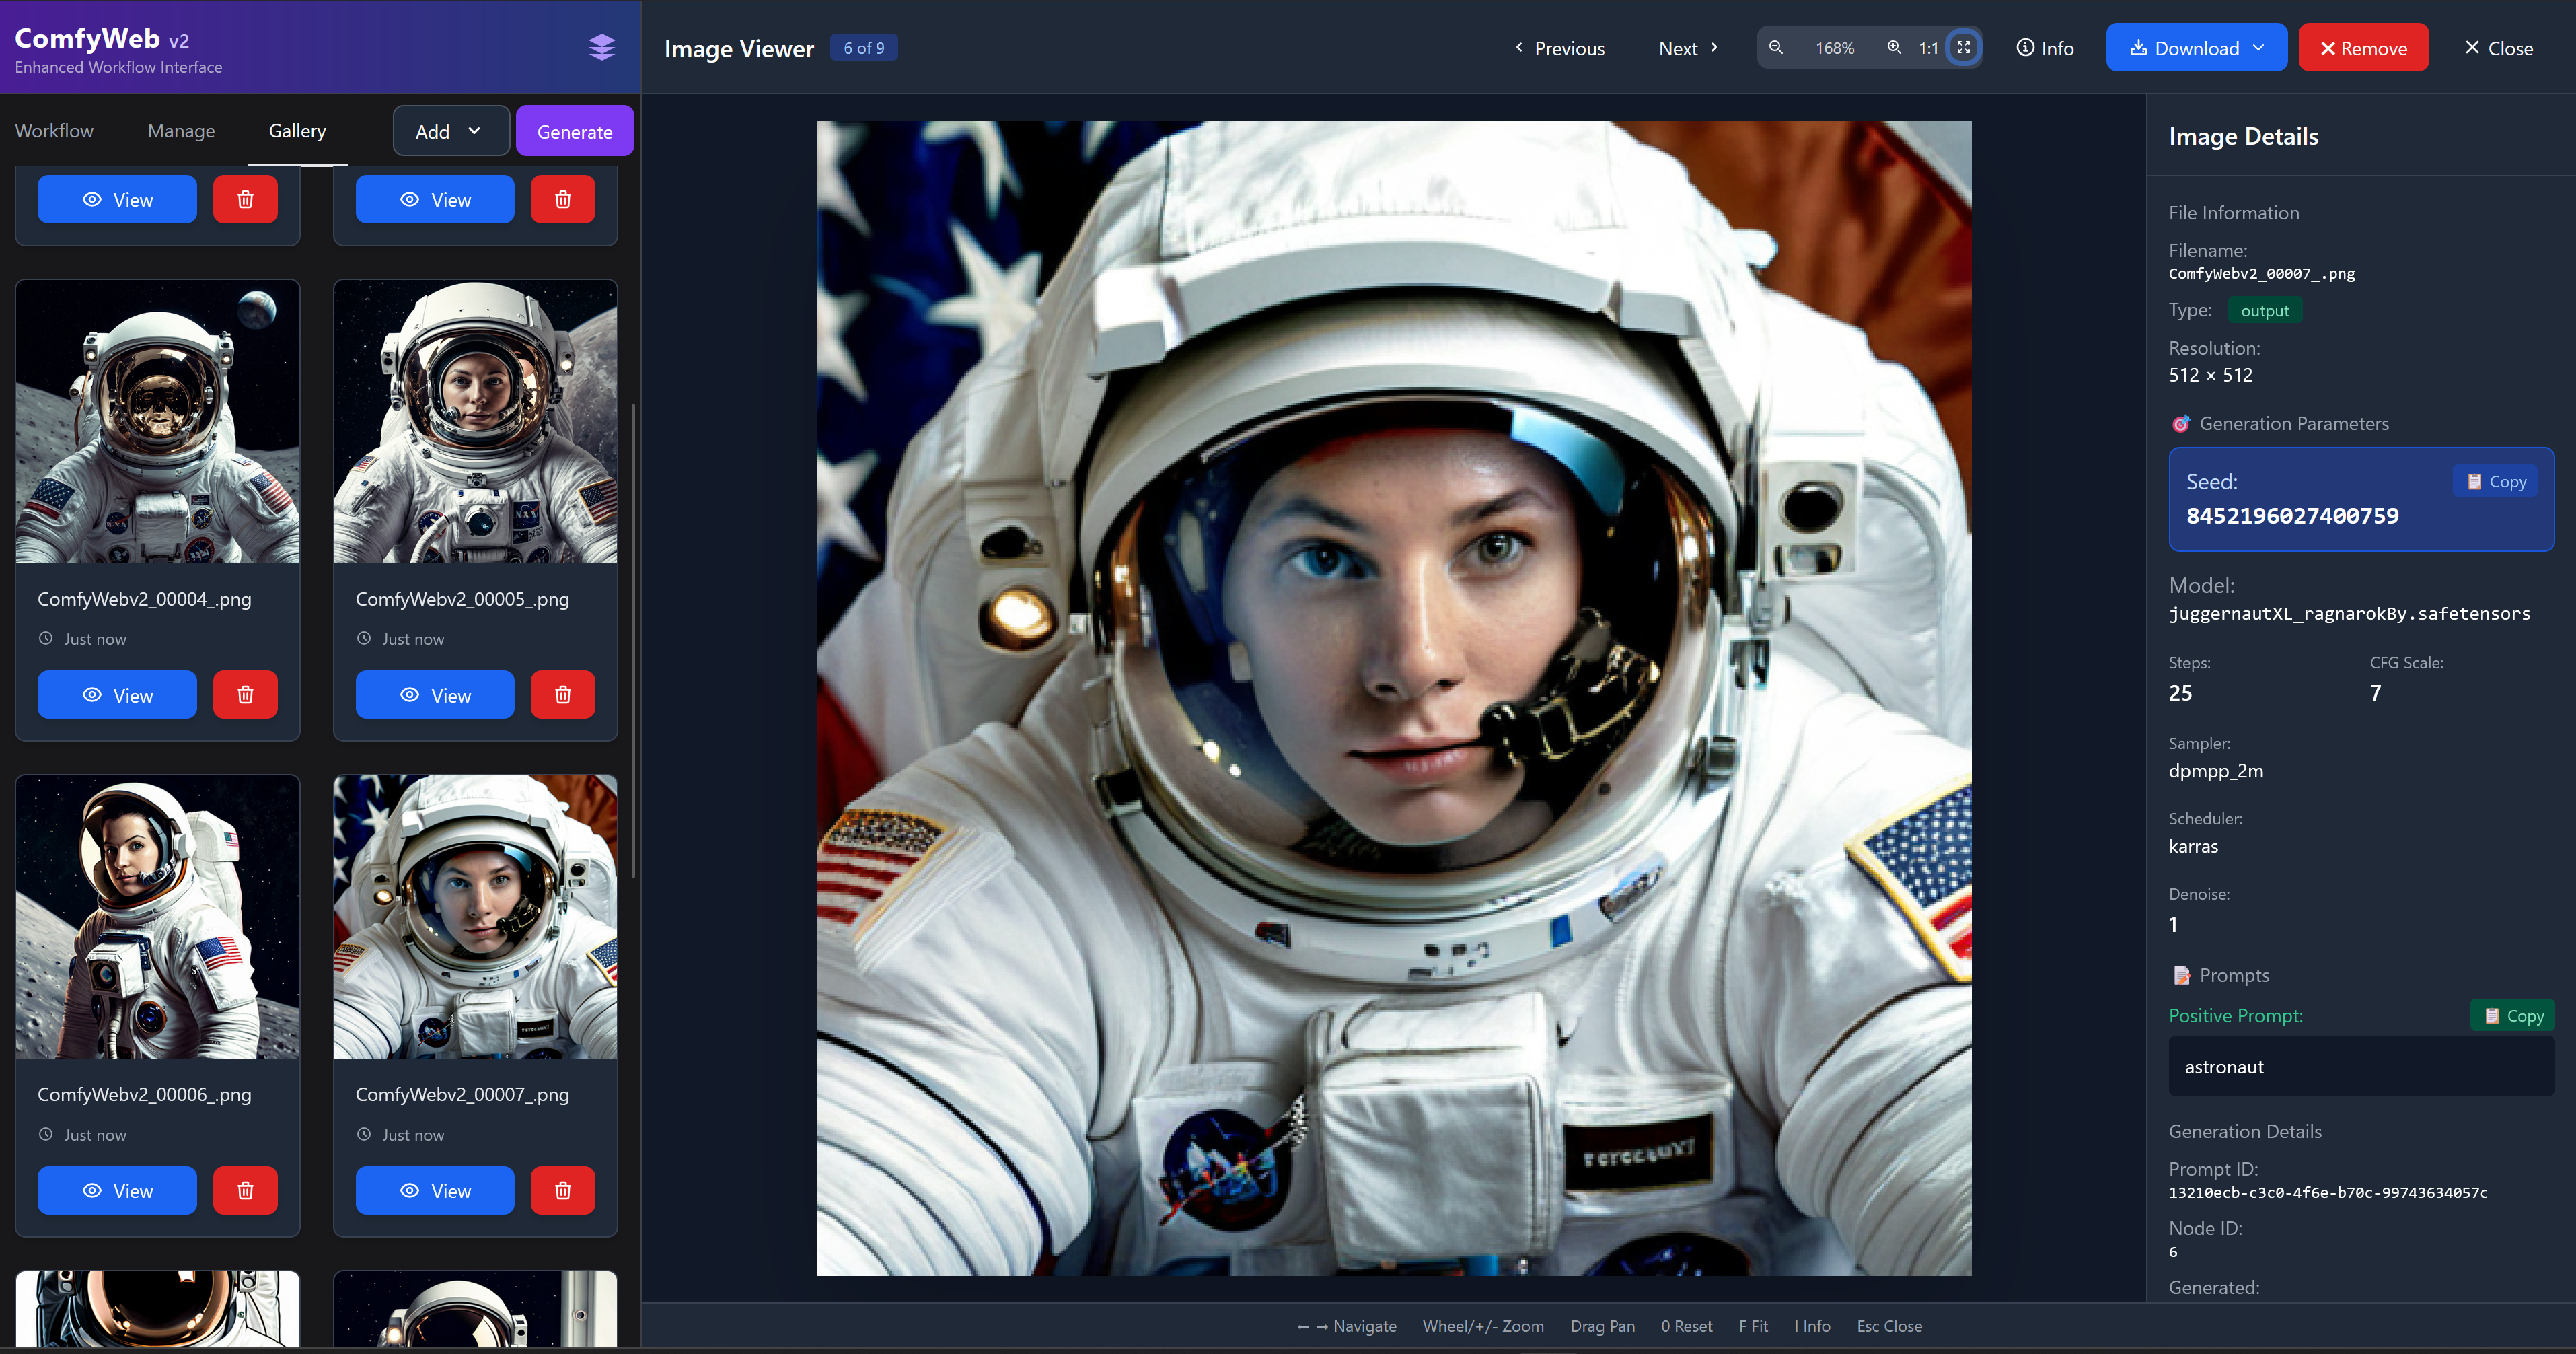 ComfyWeb v2
Enhanced Workflow Interface
Workflow
Manage
Gallery
Add
Generate
View
View
ComfyWebv2_00004_.png
Just now
View
ComfyWebv2_00005_.png
Just now
View
ComfyWebv2_00006_.png
Just now
View
ComfyWebv2_00007_.png
Just now
View
Image Viewer
6 of 9
Previous
Next
168%
1:1
Info
Download
Remove
Close
Image Details
File Information
Filename:
ComfyWebv2_00007_.png
Type: output
Resolution:
512 × 512
Generation Parameters
Seed:
Copy
8452196027400759
Model:
juggernautXL_ragnarokBy.safetensors
Steps:
25
CFG Scale:
7
Sampler:
dpmpp_2m
Scheduler:
karras
Denoise:
1
Prompts
Positive Prompt:
Copy
astronaut
Generation Details
Prompt ID:
13210ecb-c3c0-4f6e-b70c-99743634057c
Node ID:
6
Generated:
← → Navigate
Wheel/+/- Zoom
Drag Pan
0 Reset
F Fit
I Info
Esc Close